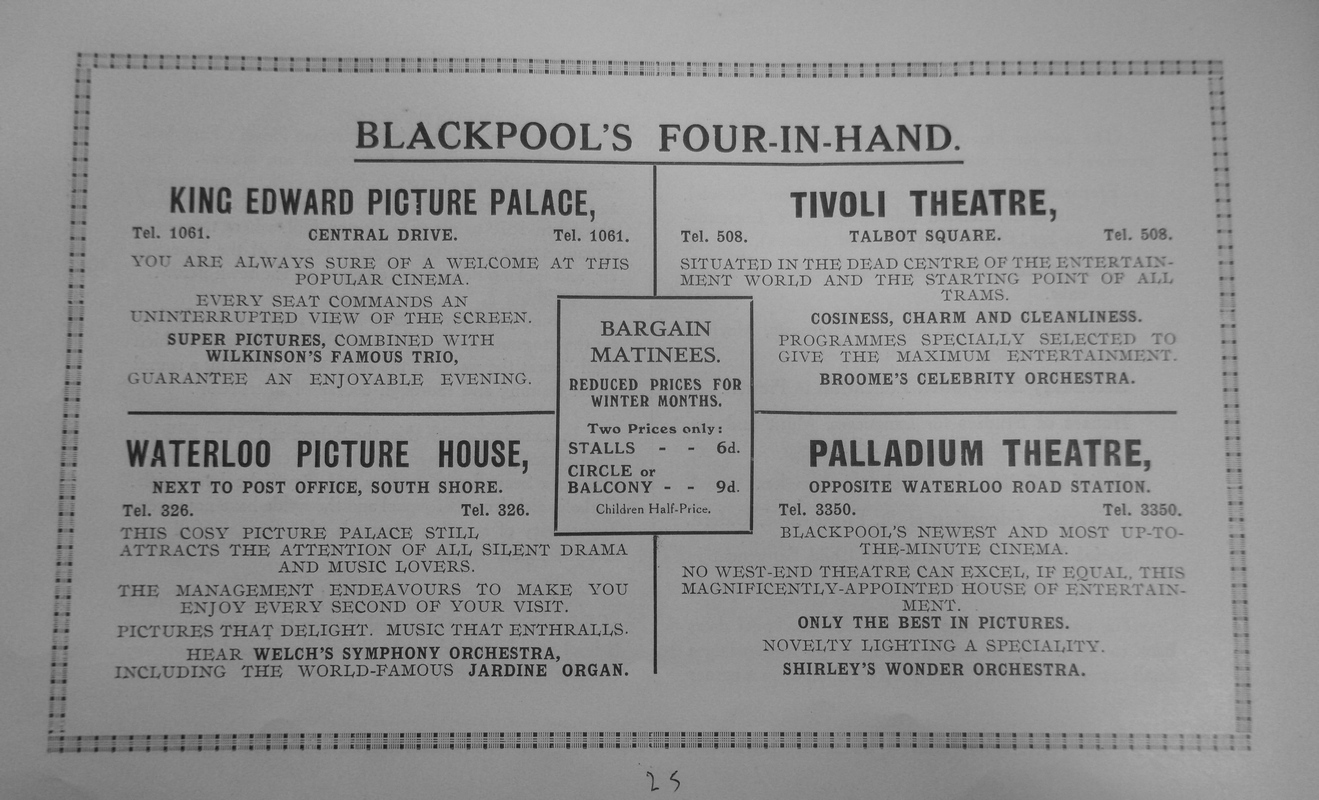 BLACKPOOL'S FOUR-IN-HAND.
KING EDWARD PICTURE PALACE,
Tel. 1061. CENTRAL DRIVE. Tel. 1061.
YOU ARE ALWAYS SURE OF A WELCOME AT THIS
POPULAR CINEMA.
EVERY SEAT COMMANDS AN
UNINTERRUPTED VIEW OF THE SCREEN.
SUPER PICTURES, COMBINED WITH
WILKINSON'S FAMOUS TRIO,
GUARANTEE AN ENJOYABLE EVENING.
TIVOLI THEATRE,
Tel. 508. TALBOT SQUARE. Tel. 508.
SITUATED IN THE DEAD CENTRE OF THE ENTERTAIN-
MENT WORLD AND THE STARTING POINT OF ALL
TRAMS.
COSINESS, CHARM AND CLEANLINESS.
PROGRAMMES SPECIALLY SELECTED TO
GIVE THE MAXIMUM ENTERTAINMENT.
BROOME'S CELEBRITY ORCHESTRA.
BARGAIN
MATINEES.
REDUCED PRICES FOR
WINTER MONTHS.
Two Prices only:
STALLS - - 6d.
CIRCLE or
BALCONY - - 9d.
Children Half-Price.
WATERLOO PICTURE HOUSE,
NEXT TO POST OFFICE, SOUTH SHORE.
Tel. 326. Tel. 326.
THIS COSY PICTURE PALACE STILL
ATTRACTS THE ATTENTION OF ALL SILENT DRAMA
AND MUSIC LOVERS.
THE MANAGEMENT ENDEAVOURS TO MAKE YOU
ENJOY EVERY SECOND OF YOUR VISIT.
PICTURES THAT DELIGHT. MUSIC THAT ENTHRALLS.
HEAR WELCH'S SYMPHONY ORCHESTRA,
INCLUDING THE WORLD-FAMOUS JARDINE ORGAN.
PALLADIUM THEATRE,
OPPOSITE WATERLOO ROAD STATION.
Tel. 3350. Tel. 3350.
BLACKPOOL'S NEWEST AND MOST UP-TO-
THE-MINUTE CINEMA.
NO WEST-END THEATRE CAN EXCEL, IF EQUAL, THIS
MAGNIFICENTLY-APPOINTED HOUSE OF ENTERTAIN-
MENT.
ONLY THE BEST IN PICTURES.
NOVELTY LIGHTING A SPECIALITY.
SHIRLEY'S WONDER ORCHESTRA.
25